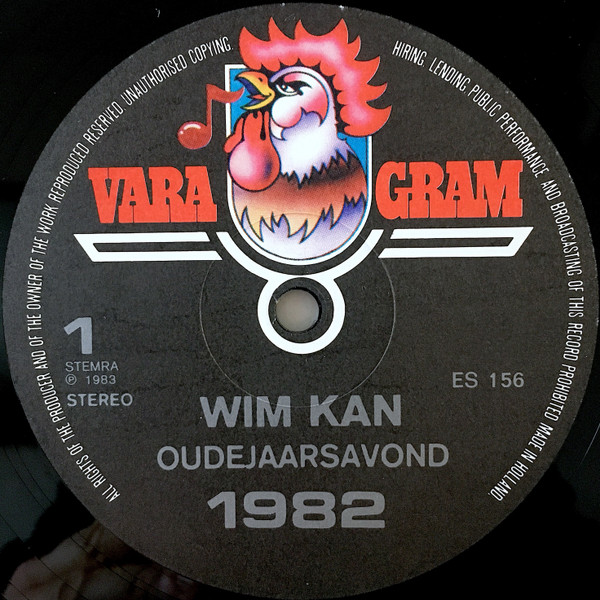 ALL RIGHTS OF THE PRODUCER AND OF THE OWNER OF THE WORK REPRODUCED RESERVED. UNAUTHORISED COPYING.
HIRING. LENDING. PUBLIC PERFORMANCE AND BROADCASTING OF THIS RECORD PROHIBITED. MADE IN HOLLAND.
VARA GRAM
1
STEMRA
℗ 1983
STEREO
ES 156
WIM KAN
OUDEJAARSAVOND
1982